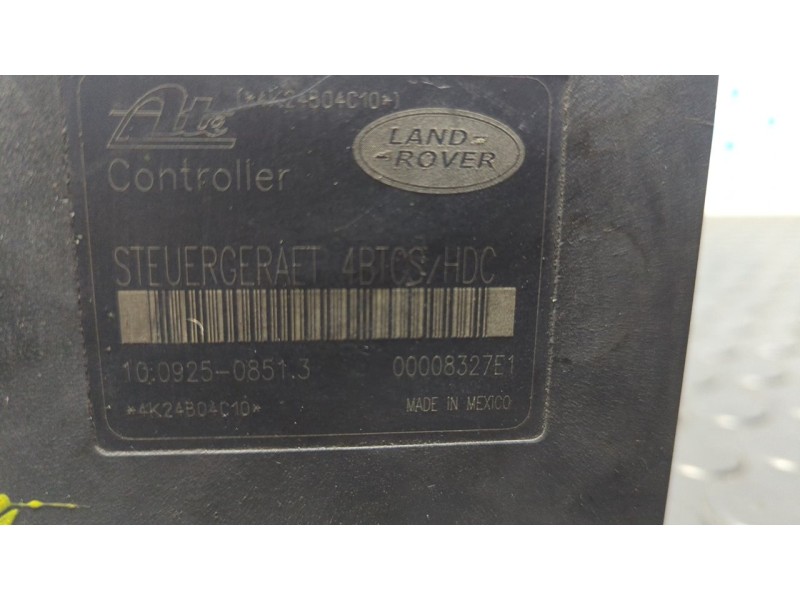 Ate
(*4K24B04C10*)
LAND-
-ROVER
Controller
STEUERGERAET 4BTCS/HDC
10.0925-0851.3 00008327E1
*4K24B04C10* MADE IN MEXICO